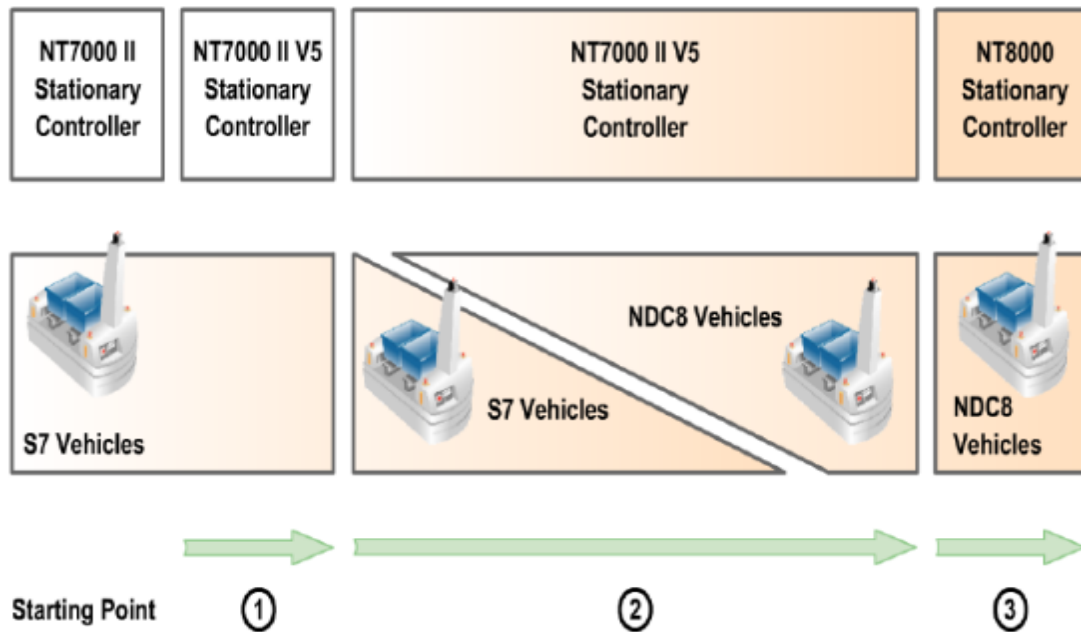 NT7000 II
Stationary
Controller
NT7000 II V5
Stationary
Controller
NT7000 II V5
Stationary
Controller
NT8000
Stationary
Controller
S7 Vehicles
S7 Vehicles
NDC8 Vehicles
NDC8
Vehicles
Starting Point
1
2
3